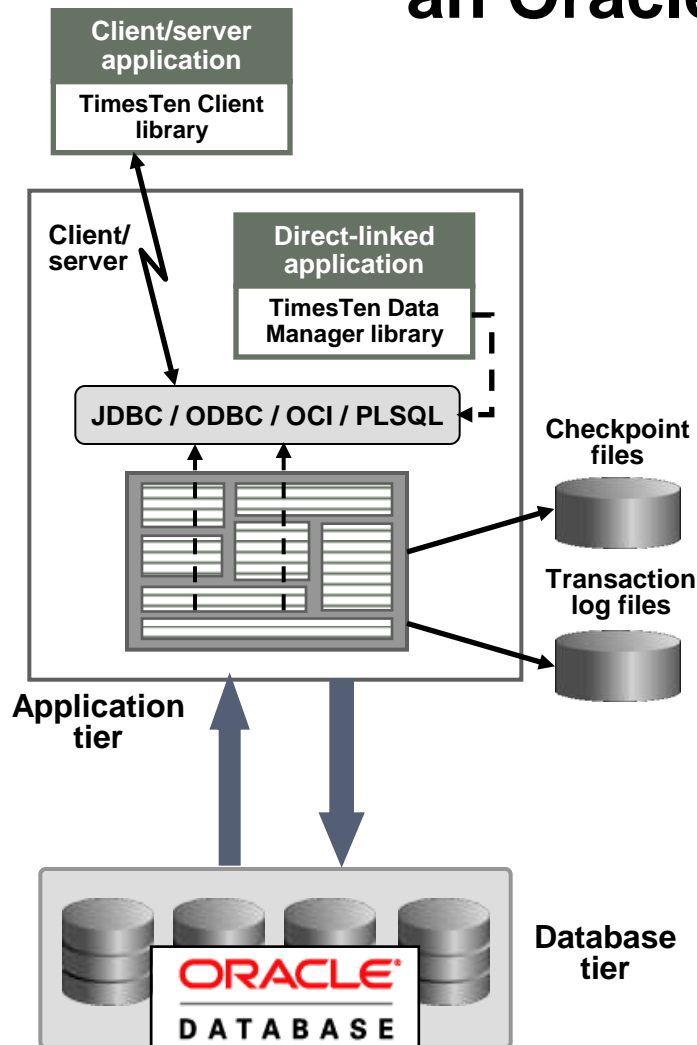 an Oracle
Client/server
application
TimesTen Client
library
Client/
server
Direct-linked
application
TimesTen Data
Manager library
JDBC / ODBC / OCI / PLSQL
Checkpoint
files
Transaction
log files
Application
tier
Database
tier
ORACLE®
DATABASE